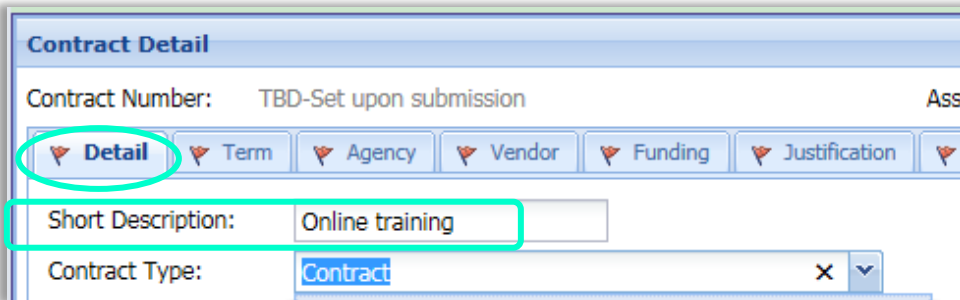 Contract Detail
Contract Number: TBD-Set upon submission Ass
Detail Term Agency Vendor Funding Justification
Short Description: Online training
Contract Type: Contract